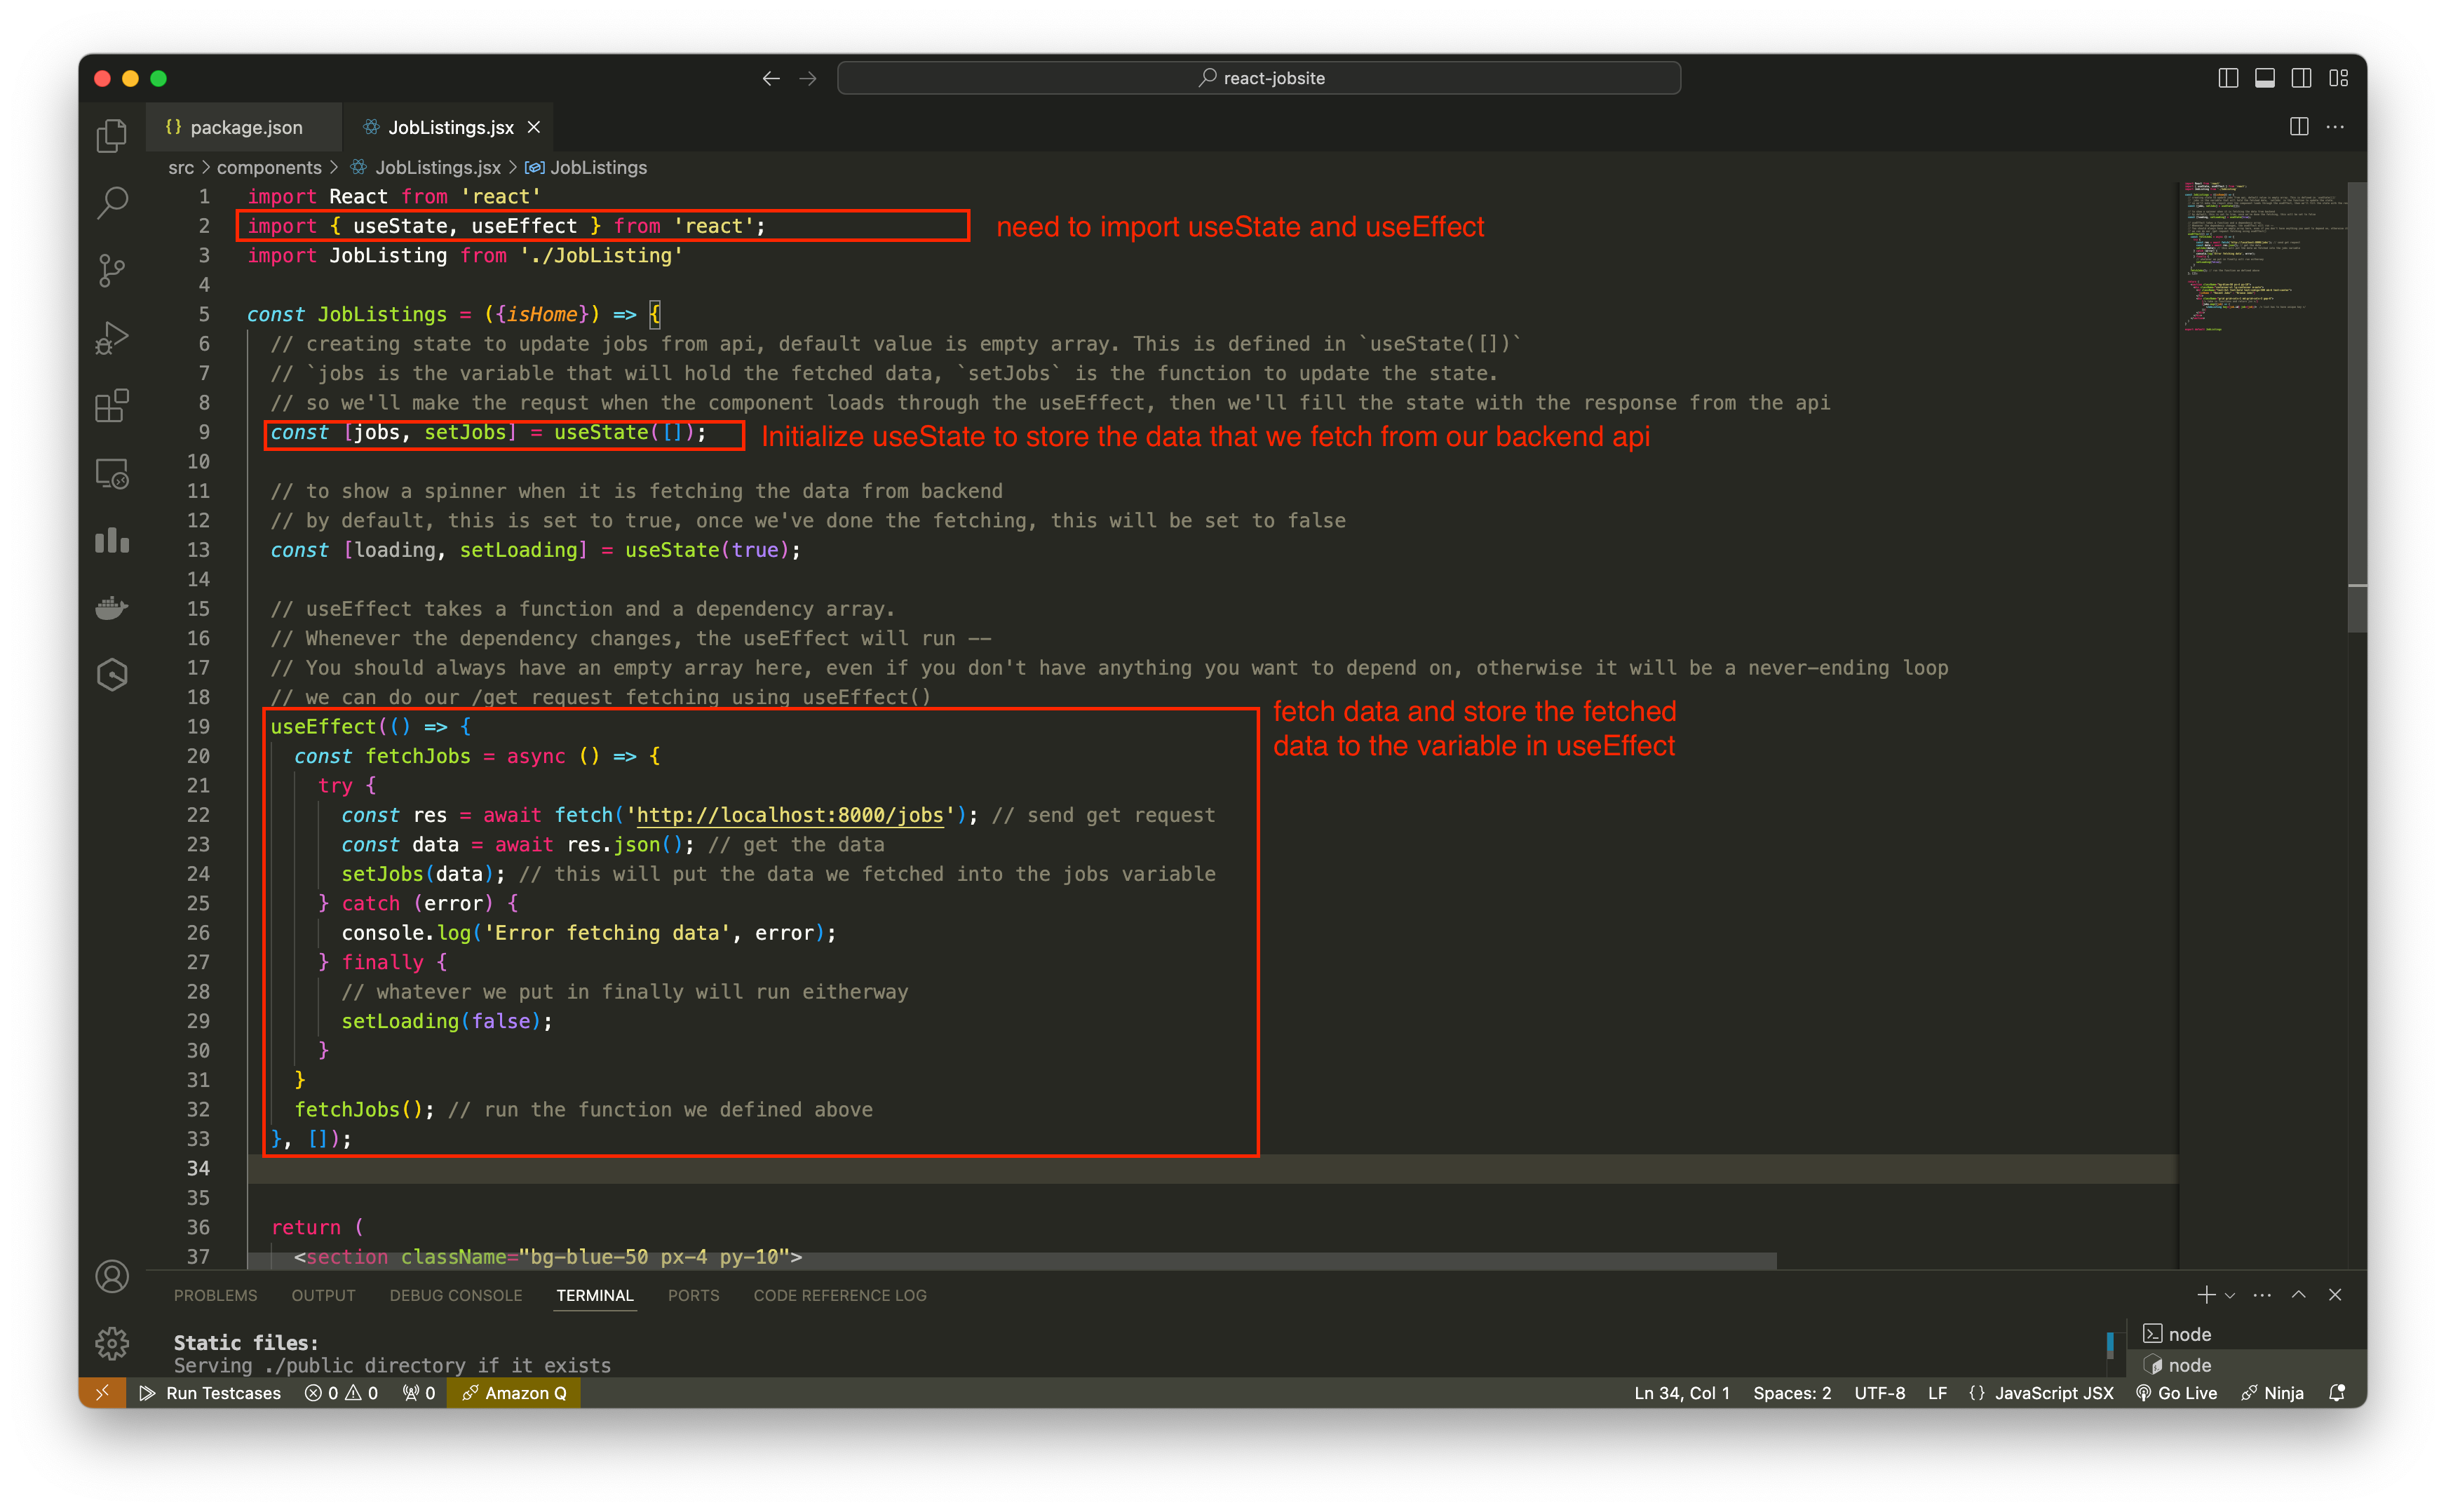 react-jobsite
{} package.json
JobListings.jsx
src > components > JobListings.jsx > JobListings
1 import React from 'react'
2 import { useState, useEffect } from 'react';
need to import useState and useEffect
3 import JobListing from './JobListing'
4
5 const JobListings = ({isHome}) => {
6 // creating state to update jobs from api, default value is empty array. This is defined in `useState([])`
7 // `jobs is the variable that will hold the fetched data, `setJobs` is the function to update the state.
8 // so we'll make the requst when the component loads through the useEffect, then we'll fill the state with the response from the api
9 const [jobs, setJobs] = useState([]);
Initialize useState to store the data that we fetch from our backend api
10
11 // to show a spinner when it is fetching the data from backend
12 // by default, this is set to true, once we've done the fetching, this will be set to false
13 const [loading, setLoading] = useState(true);
14
15 // useEffect takes a function and a dependency array.
16 // Whenever the dependency changes, the useEffect will run --
17 // You should always have an empty array here, even if you don't have anything you want to depend on, otherwise it will be a never-ending loop
18 // we can do our /get request fetching using useEffect()
fetch data and store the fetched
data to the variable in useEffect
19 useEffect(() => {
20 const fetchJobs = async () => {
21 try {
22 const res = await fetch('http://localhost:8000/jobs'); // send get request
23 const data = await res.json(); // get the data
24 setJobs(data); // this will put the data we fetched into the jobs variable
25 } catch (error) {
26 console.log('Error fetching data', error);
27 } finally {
28 // whatever we put in finally will run eitherway
29 setLoading(false);
30 }
31 }
32 fetchJobs(); // run the function we defined above
33 }, []);
34
35
36 return (
37 <section className="bg-blue-50 px-4 py-10">
PROBLEMS OUTPUT DEBUG CONSOLE TERMINAL PORTS CODE REFERENCE LOG
Static files:
Serving ./public directory if it exists
node
node
Run Testcases 0 0 0 Amazon Q Ln 34, Col 1 Spaces: 2 UTF-8 LF {} JavaScript JSX Go Live Ninja